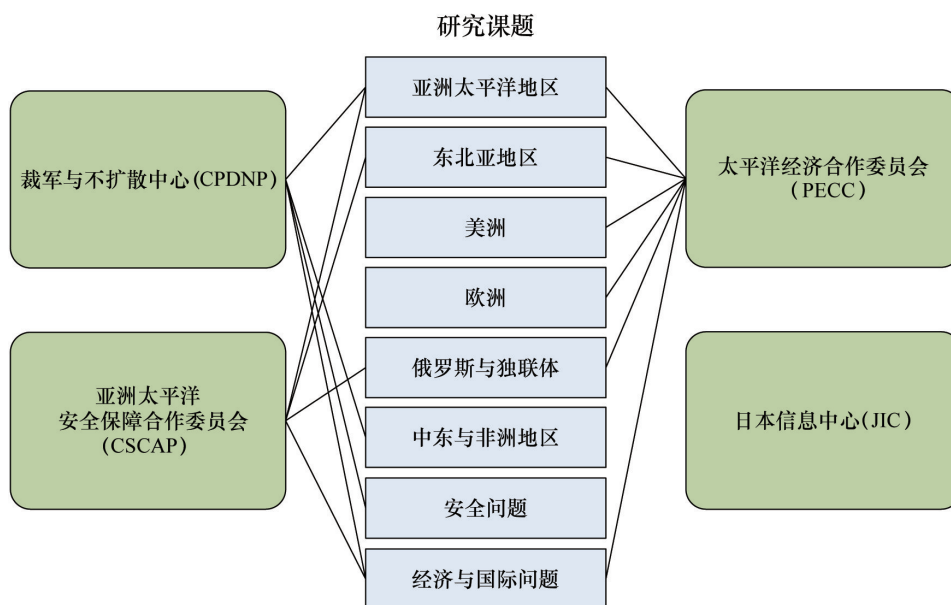 研究课题
裁军与不扩散中心(CPDNP)
亚洲太平洋
安全保障合作委员会
(CSCAP)
亚洲太平洋地区
东北亚地区
美洲
欧洲
俄罗斯与独联体
中东与非洲地区
安全问题
经济与国际问题
太平洋经济合作委员会
(PECC)
日本信息中心(JIC)